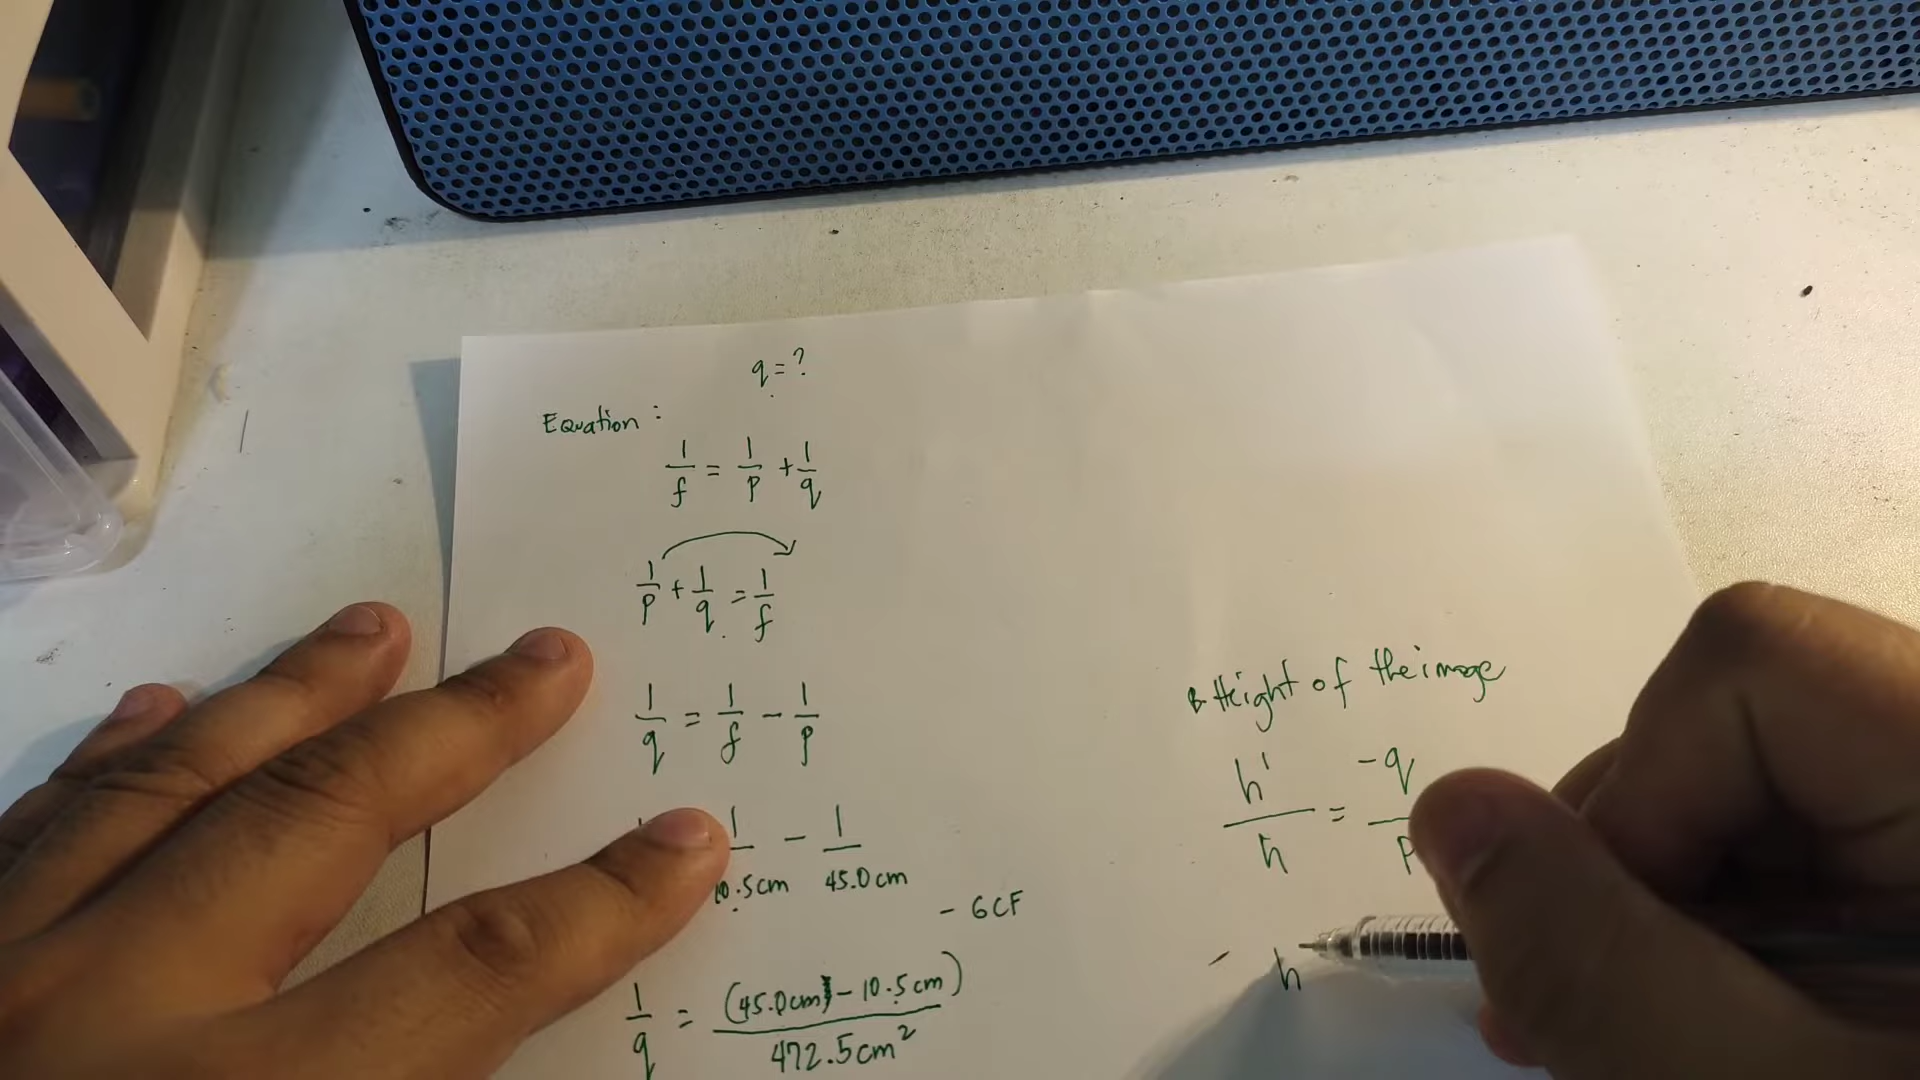 q = ?
Equation :
1/f = 1/p + 1/q
1/p + 1/q = 1/f
1/q = 1/f - 1/p
1/10.5cm - 1/45.0cm
- GCF
1/q = (45.0cm - 10.5cm)/472.5cm²
Height of the image
h'/h = -q/p
- h